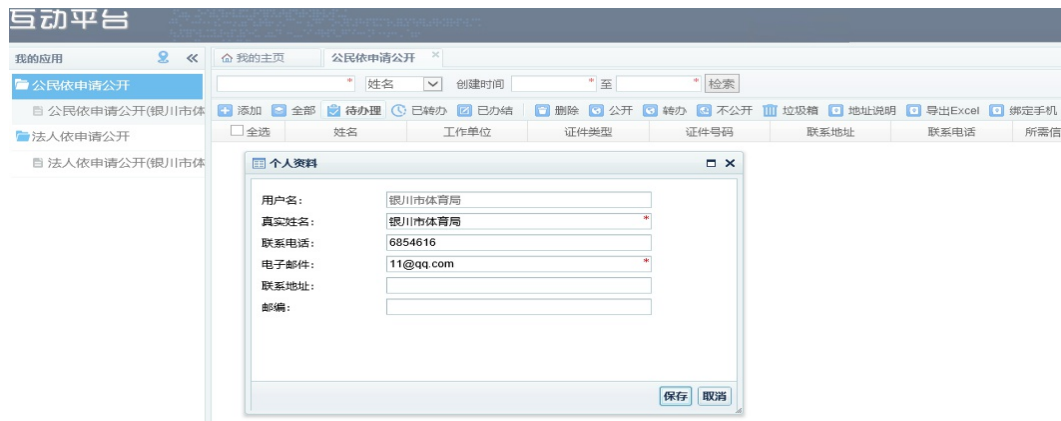 互动平台
我的应用
我的主页
公民依申请公开 ×
公民依申请公开
* 姓名 创建时间 * 至 * 检索
公民依申请公开(银川市体
添加 全部 待办理 已转办 已办结 删除 公开 转办 不公开 垃圾箱 地址说明 导出Excel 绑定手机
法人依申请公开
全选 姓名 工作单位 证件类型 证件号码 联系地址 联系电话 所需信
法人依申请公开(银川市体
个人资料
用户名: 银川市体育局
真实姓名: 银川市体育局 *
联系电话: 6854616
电子邮件: 11@qq.com *
联系地址:
邮编:
保存 取消